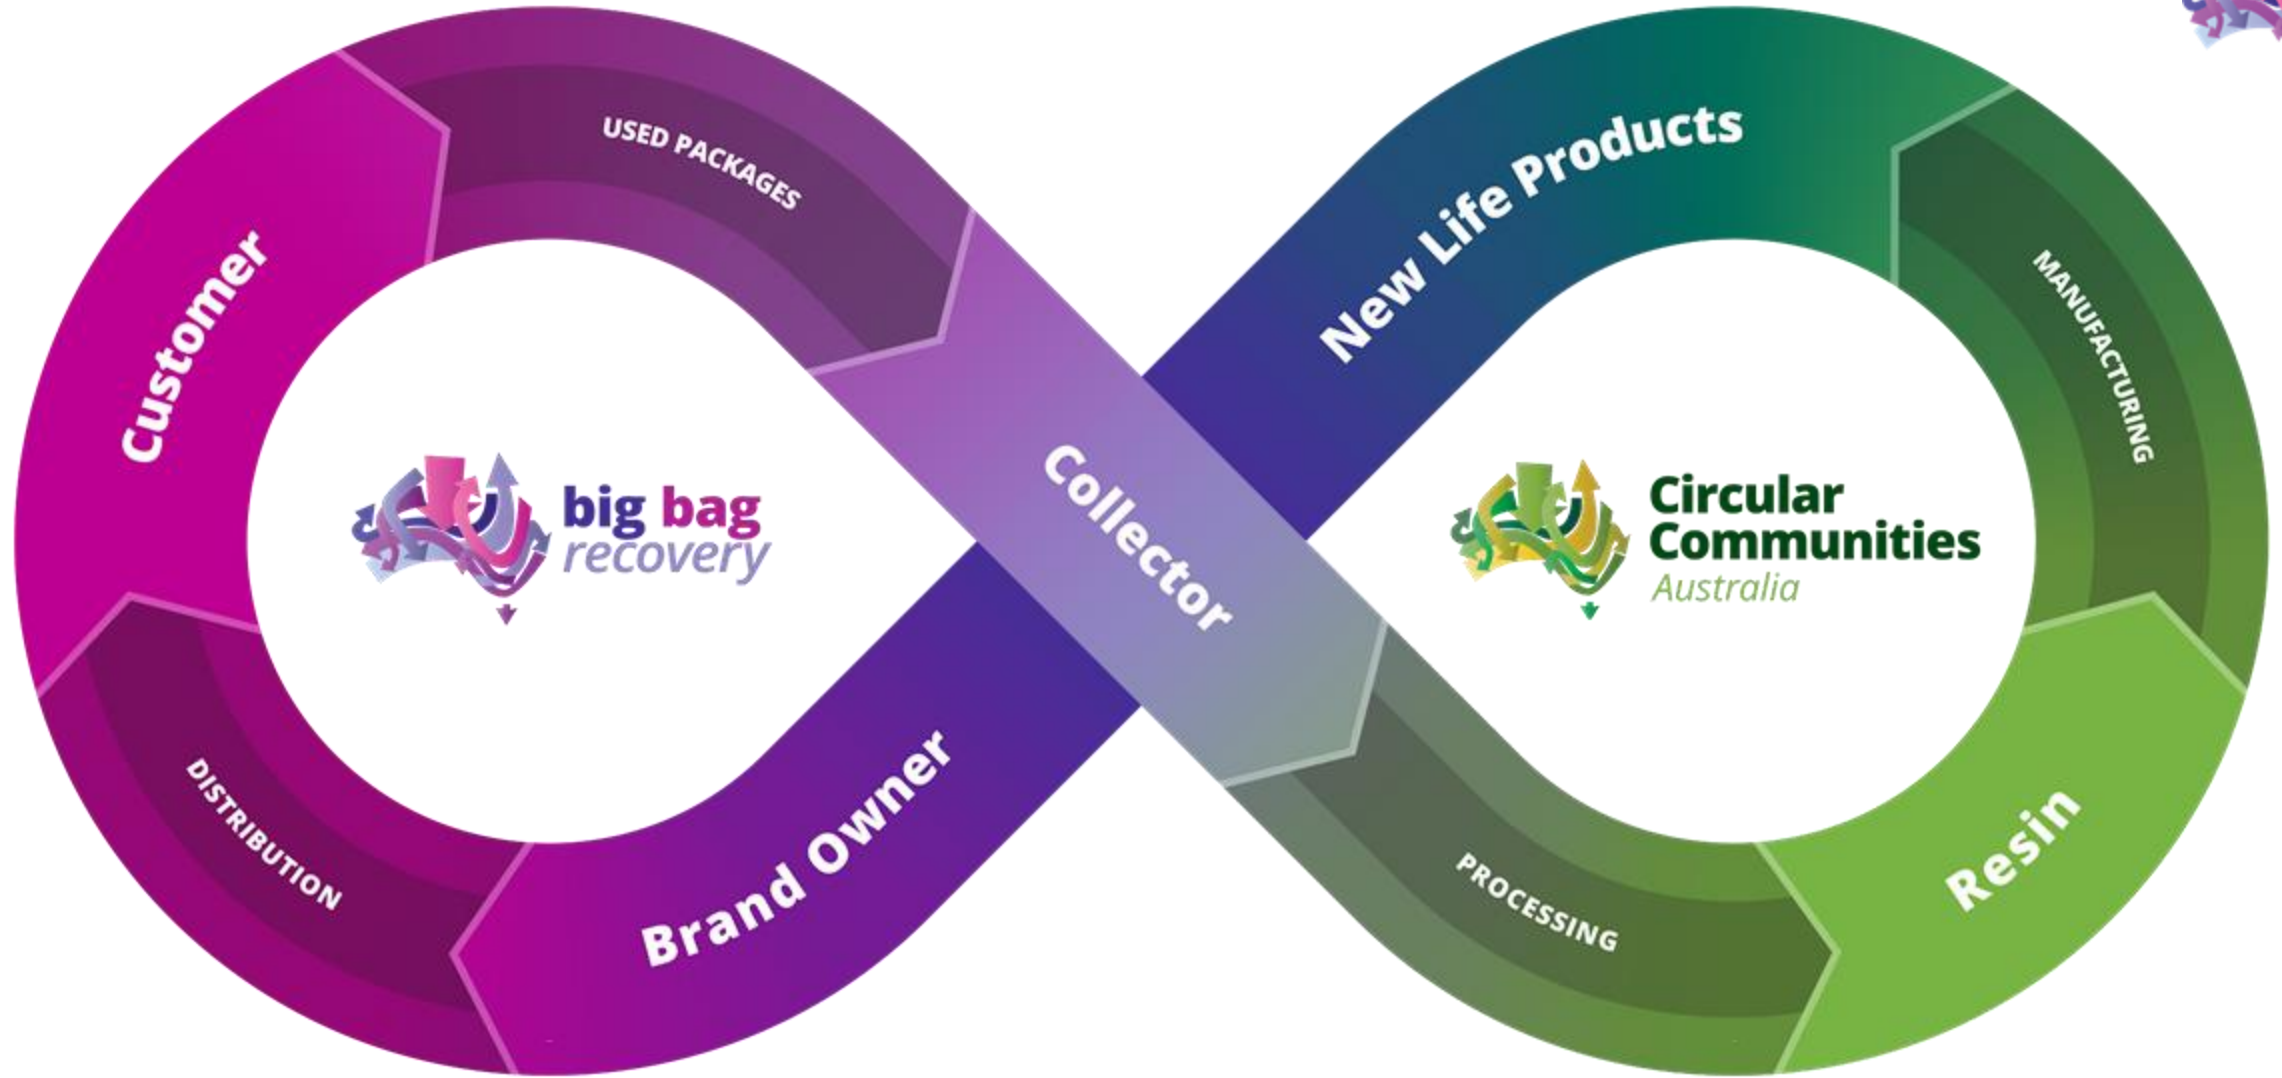 USED PACKAGES
New Life Products
Customer
MANUFACTURING
Collector
big bag
recovery
Circular
Communities
Australia
DISTRIBUTION
Brand Owner
PROCESSING
Resin